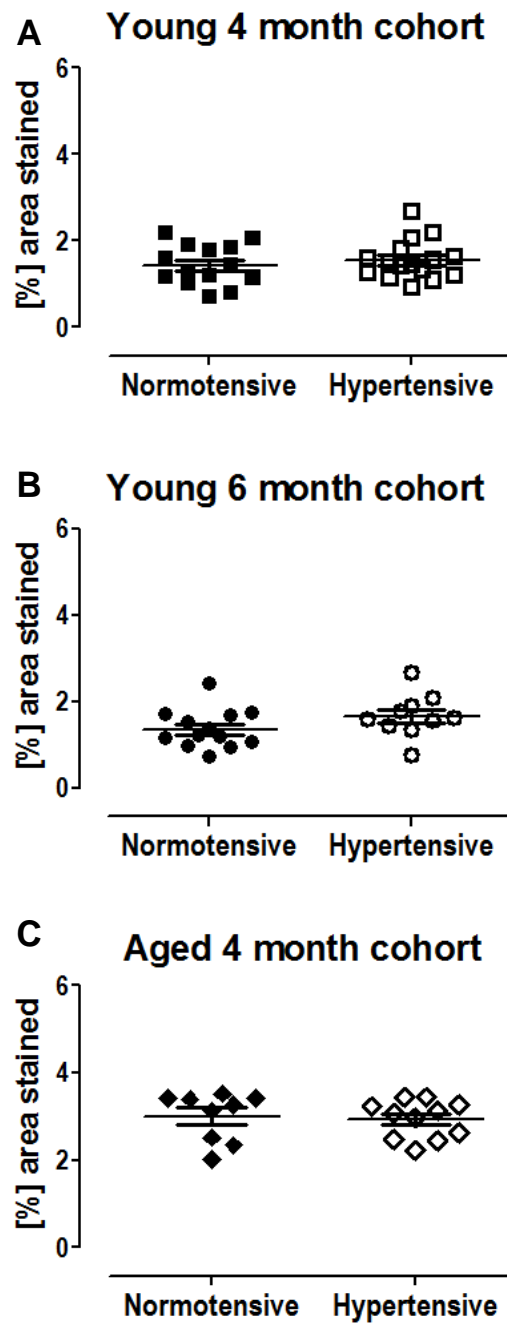 A Young 4 month cohort
[%] area stained
6
4
2
0
Normotensive Hypertensive
B Young 6 month cohort
[%] area stained
6
4
2
0
Normotensive Hypertensive
C Aged 4 month cohort
[%] area stained
6
4
2
0
Normotensive Hypertensive